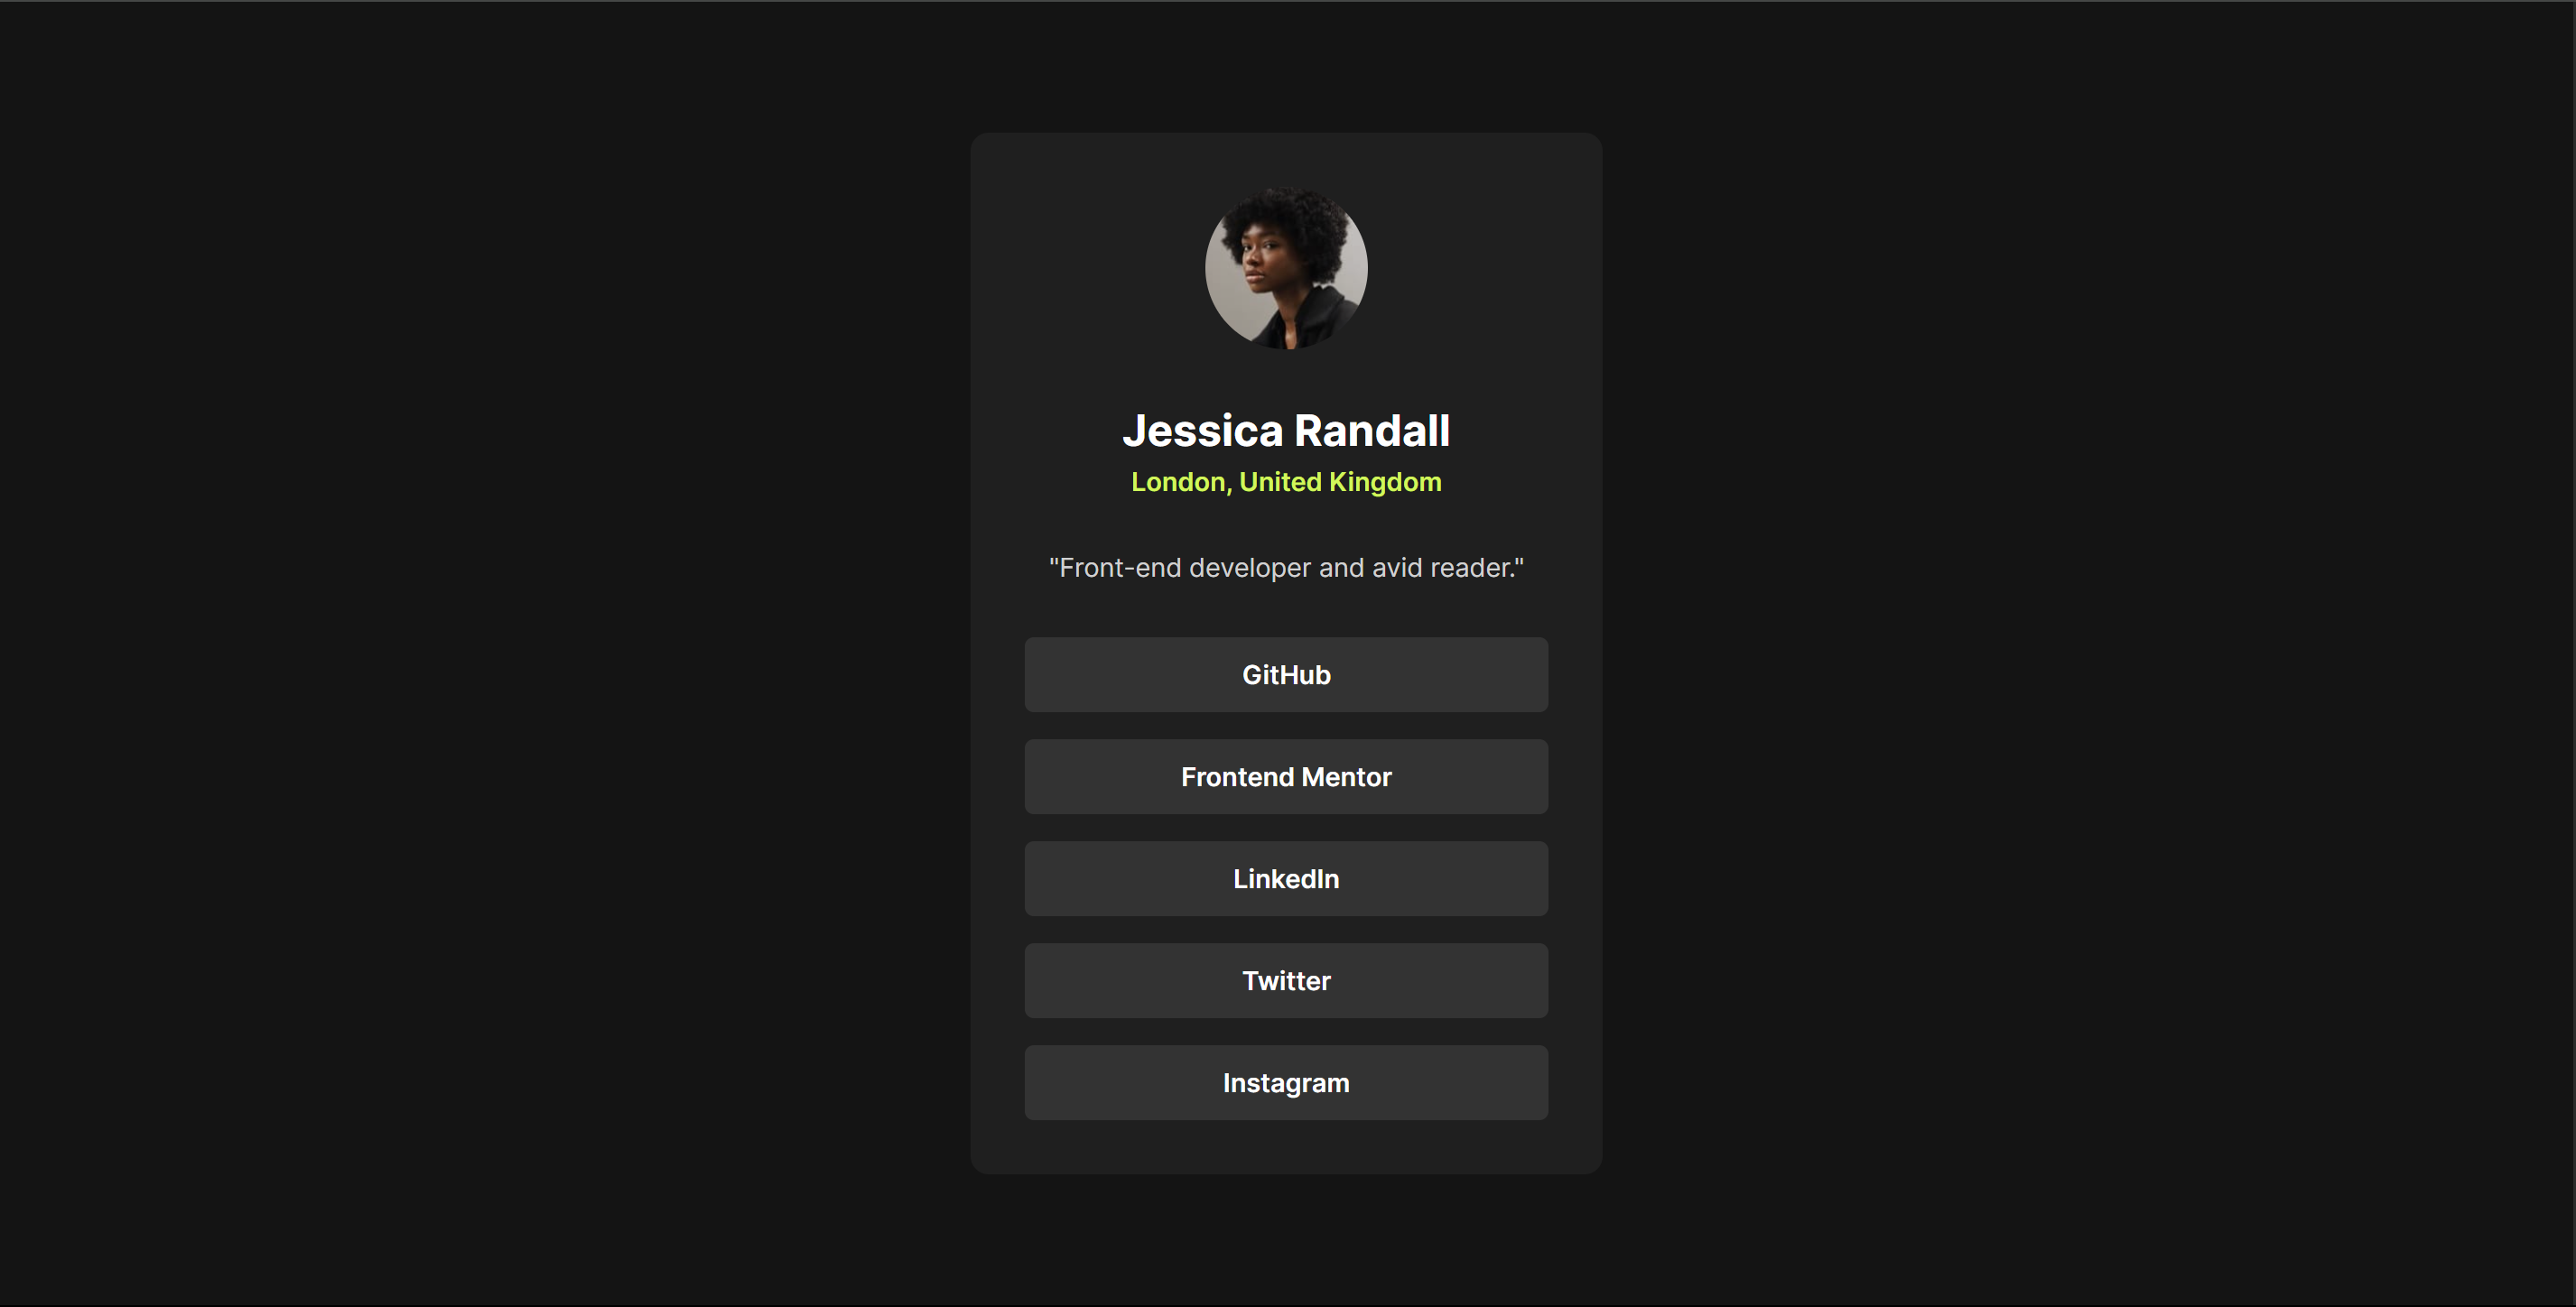 Jessica Randall
London, United Kingdom
"Front-end developer and avid reader."
GitHub
Frontend Mentor
LinkedIn
Twitter
Instagram